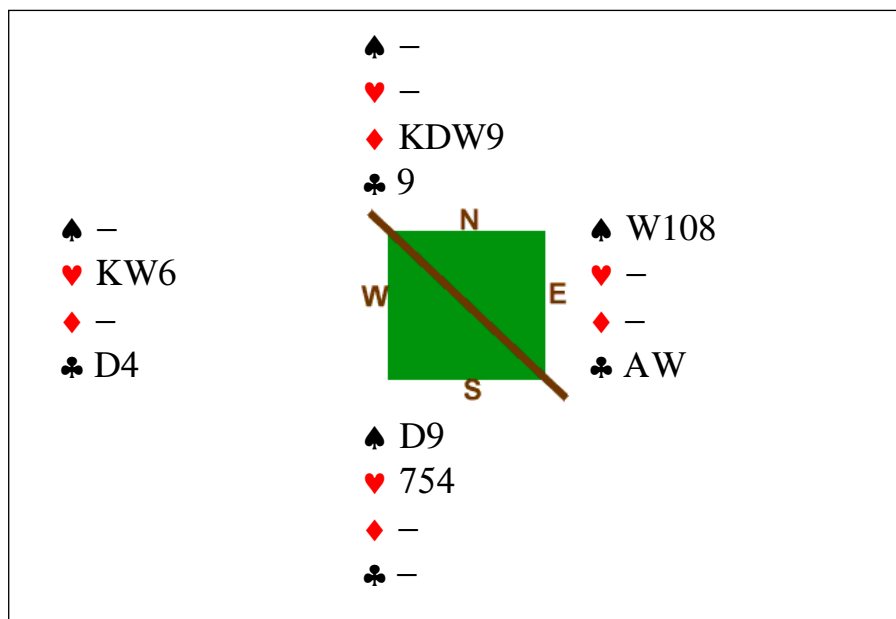 ♠ –
♥ –
♦ KDW9
♣ 9
♠ –
♥ KW6
♦ –
♣ D4
N
W
E
S
♠ W108
♥ –
♦ –
♣ AW
♠ D9
♥ 754
♦ –
♣ –